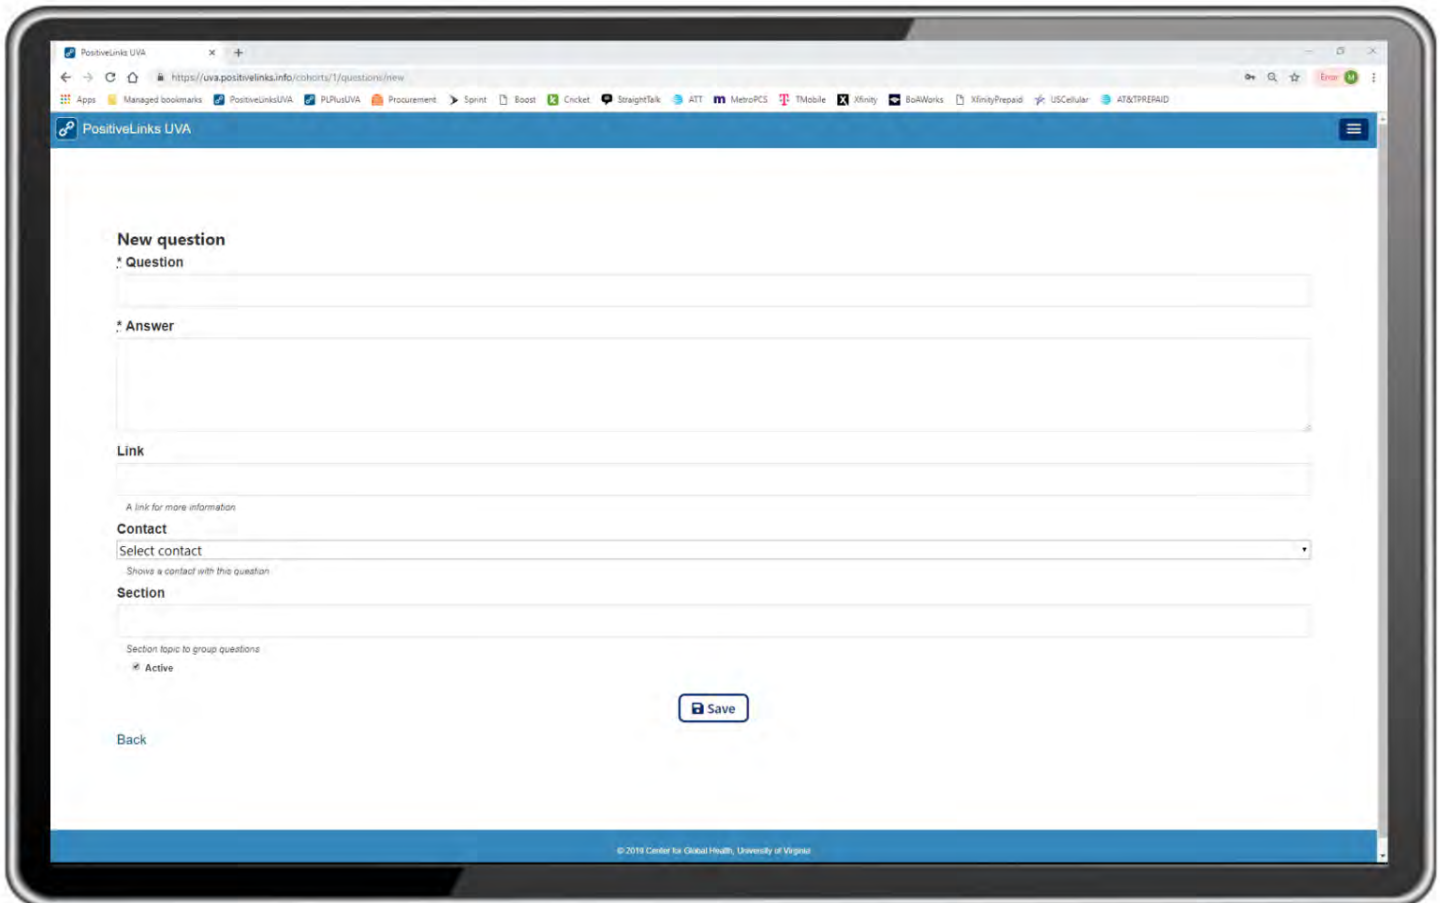 PositiveLinks UVA
https://uva.positivelinks.info/cohorts/1/questions/new
Error M
Apps Managed bookmarks PositiveLinksUVA PLPlusUVA Procurement Sprint Boost Cricket StraightTalk ATT MetroPCS TMobile Xfinity BoAWorks XfinityPrepaid USCellular AT&TPREPAID
PositiveLinks UVA
New question
* Question
* Answer
Link
A link for more information
Contact
Select contact
Shows a contact with this question
Section
Section topic to group questions
Active
Save
Back
© 2019 Center for Global Health, University of Virginia